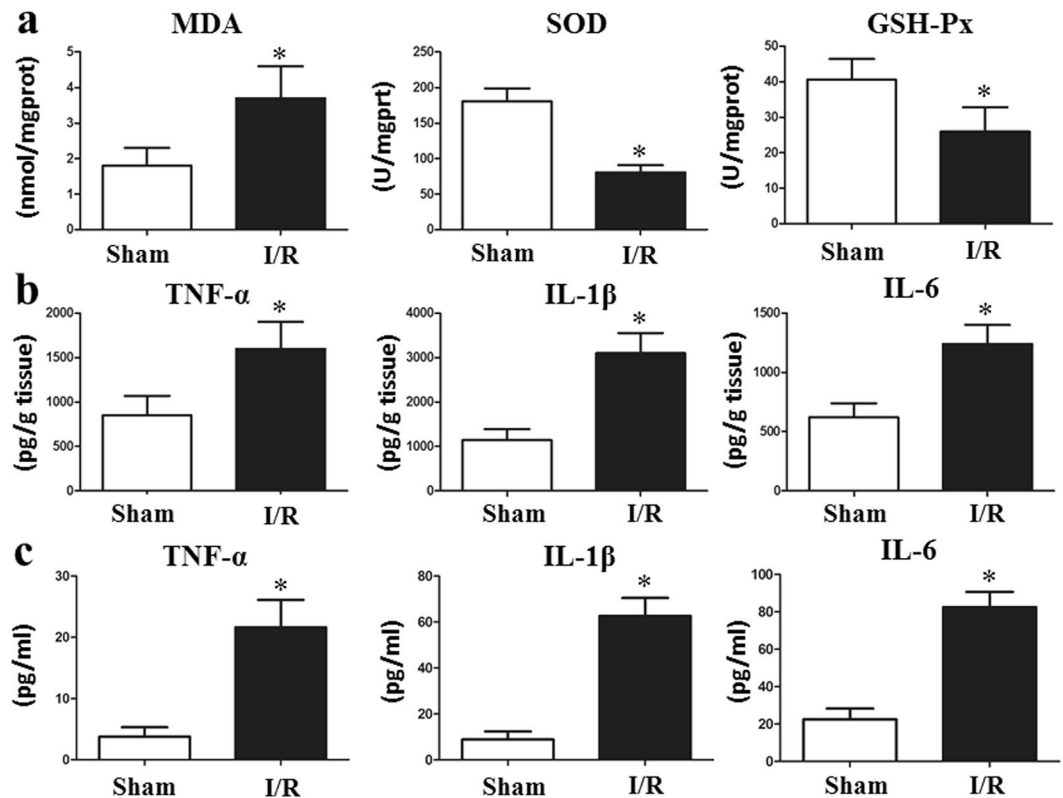 a
MDA
SOD
GSH-Px
(nmol/mgprot)
5
4
3
2
1
0
*
Sham
I/R
(U/mgprt)
250
200
150
100
50
0
*
Sham
I/R
(U/mgprot)
50
40
30
20
10
0
*
Sham
I/R
b
TNF-α
IL-1β
IL-6
(pg/g tissue)
2000
1500
1000
500
0
*
Sham
I/R
(pg/g tissue)
4000
3000
2000
1000
0
*
Sham
I/R
(pg/g tissue)
1500
1000
500
0
*
Sham
I/R
c
TNF-α
IL-1β
IL-6
(pg/ml)
30
20
10
0
*
Sham
I/R
(pg/ml)
80
60
40
20
0
*
Sham
I/R
(pg/ml)
100
80
60
40
20
0
*
Sham
I/R